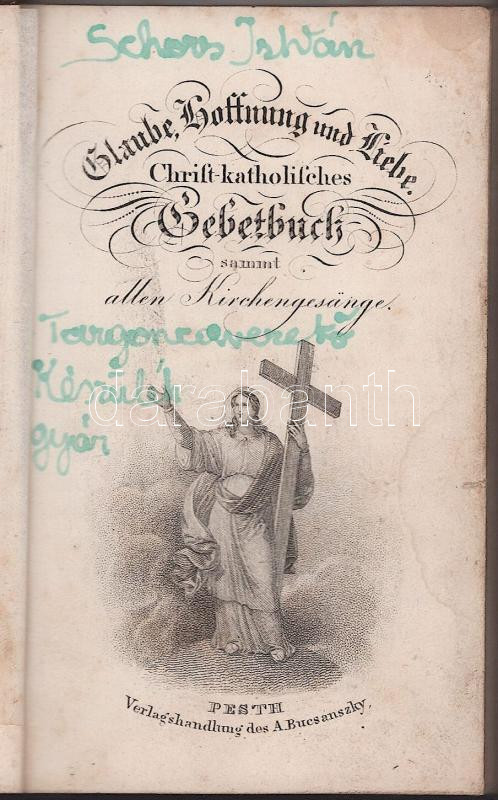 Schors István
Glaube, Hoffnung und Liebe.
Chriſt-katholiſches
Gebetbuch
sammt
allen Kirchengesänge.
Targoncavezető
Készülék
gyár
darabanth
PESTH
Verlagshandlung des A.Bucsanszky.